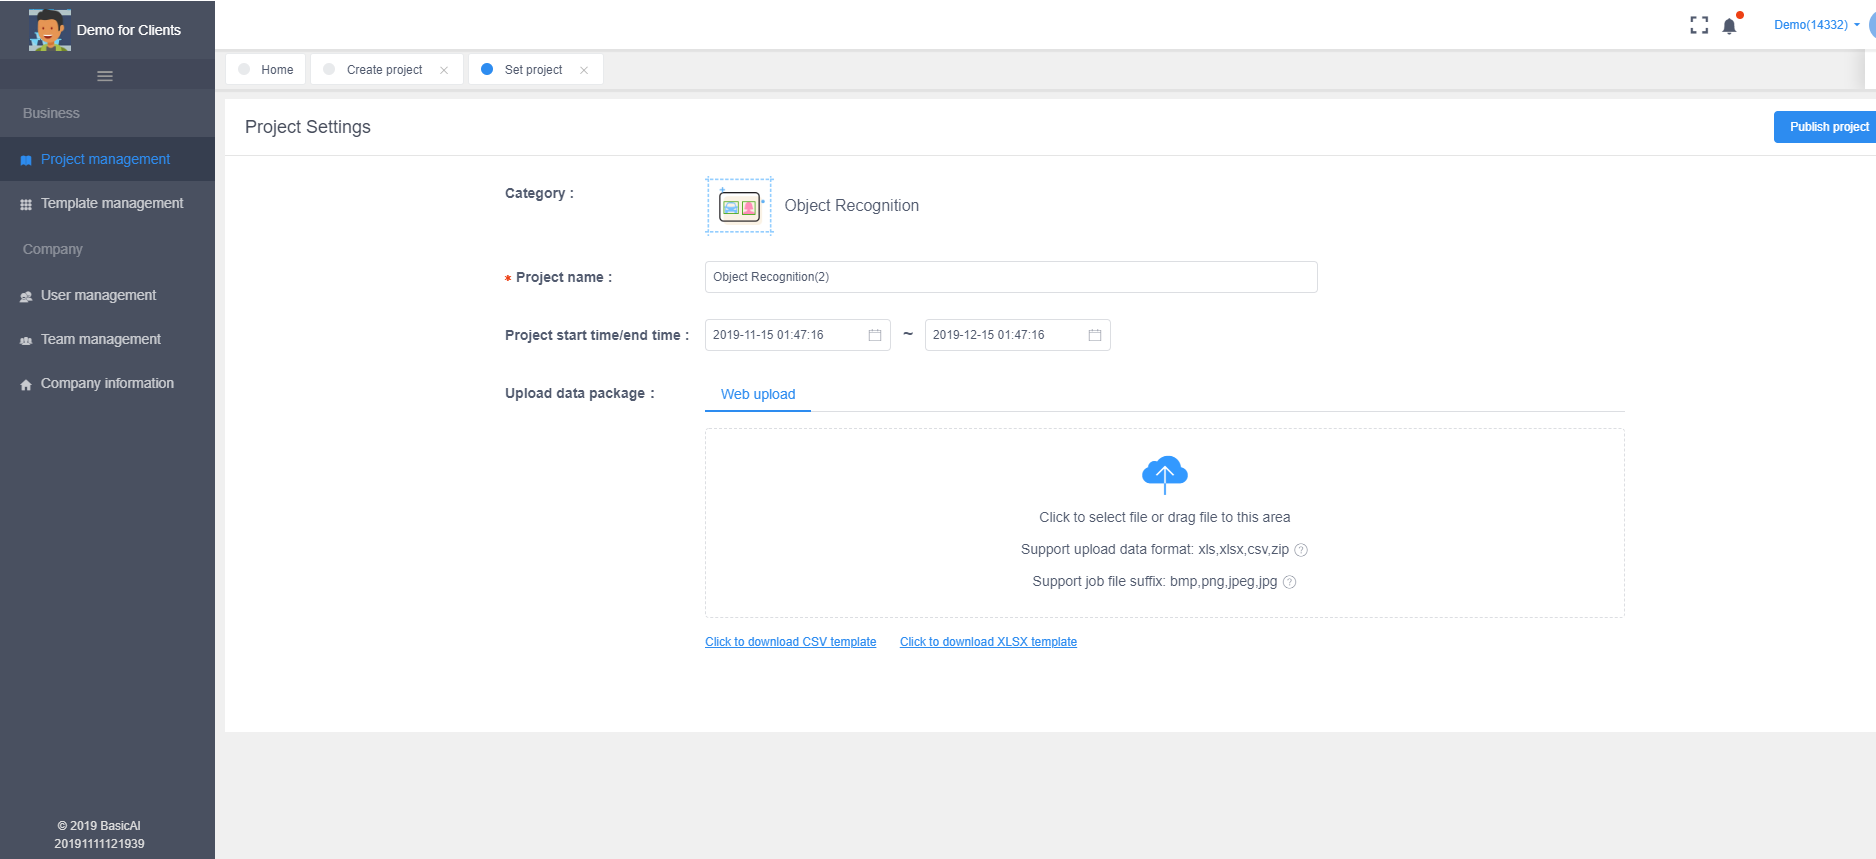 Demo for Clients
Demo(14332)
Home
Create project
Set project
Business
Project management
Template management
Company
User management
Team management
Company information
© 2019 BasicAI
20191111121939
Project Settings
Publish project
Category :
Object Recognition
* Project name :
Object Recognition(2)
Project start time/end time :
2019-11-15 01:47:16
~
2019-12-15 01:47:16
Upload data package :
Web upload
Click to select file or drag file to this area
Support upload data format: xls,xlsx,csv,zip
Support job file suffix: bmp,png,jpeg,jpg
Click to download CSV template
Click to download XLSX template